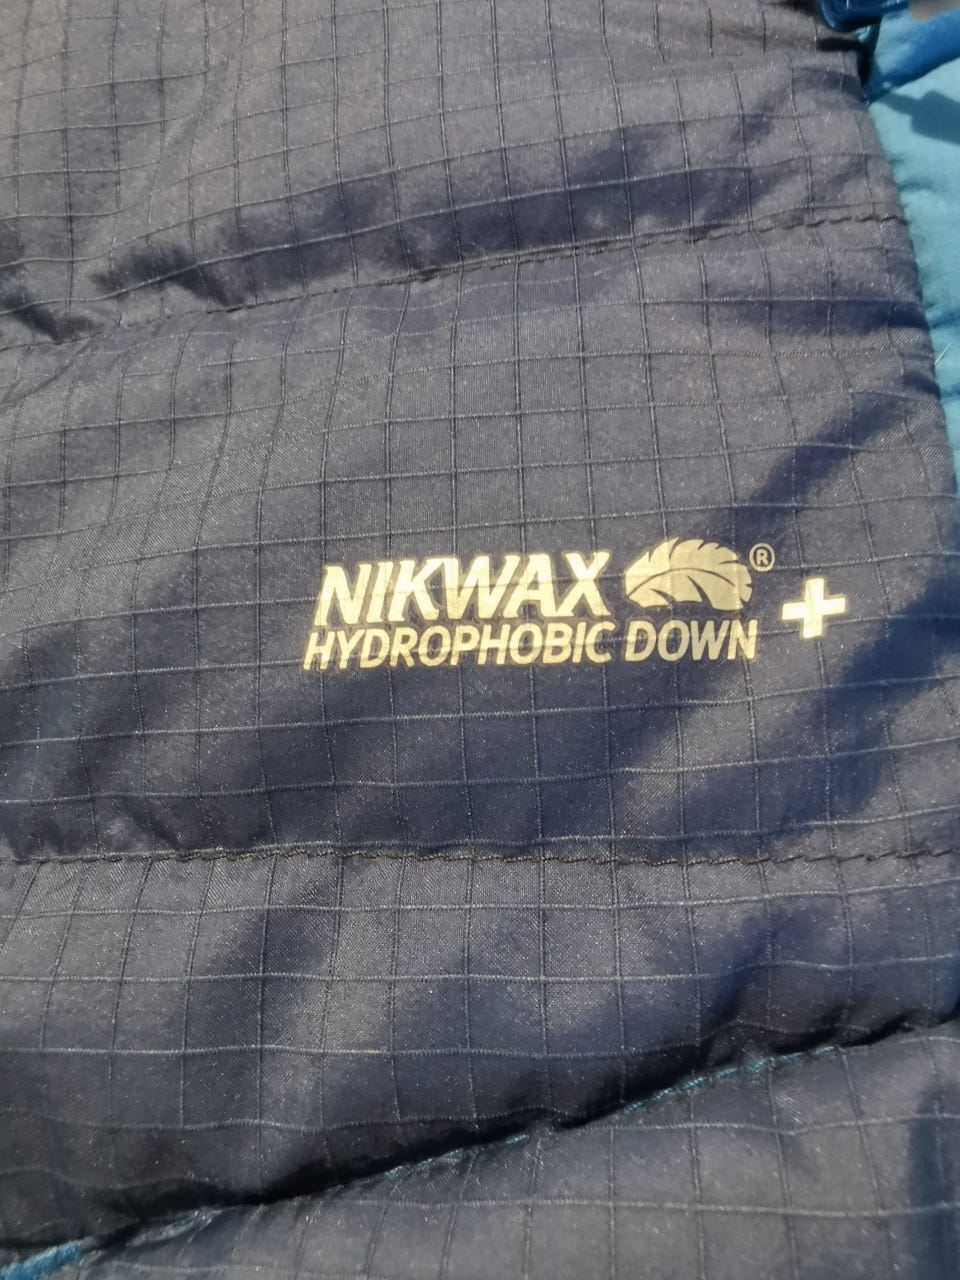 NIKWAX ® +
HYDROPHOBIC DOWN